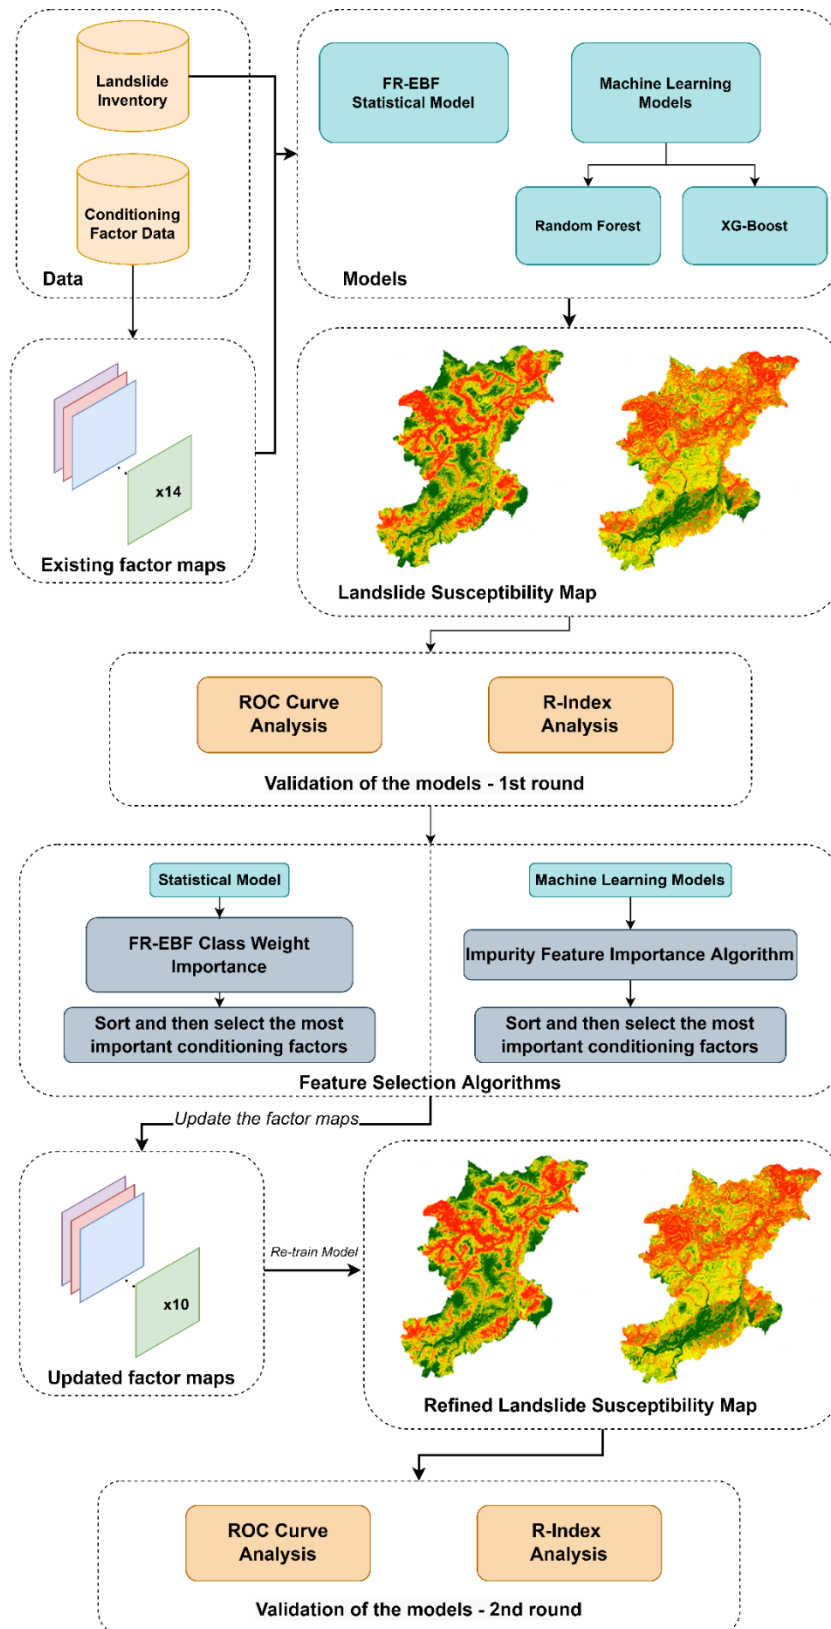 Landslide
Inventory
Conditioning
Factor Data
Data
FR-EBF
Statistical Model
Machine Learning
Models
Random Forest
XG-Boost
Models
x14
Existing factor maps
Landslide Susceptibility Map
ROC Curve
Analysis
R-Index
Analysis
Validation of the models - 1st round
Statistical Model
FR-EBF Class Weight
Importance
Sort and then select the most
important conditioning factors
Machine Learning Models
Impurity Feature Importance Algorithm
Sort and then select the most
important conditioning factors
Feature Selection Algorithms
Update the factor maps
x10
Updated factor maps
Re-train Model
Refined Landslide Susceptibility Map
ROC Curve
Analysis
R-Index
Analysis
Validation of the models - 2nd round